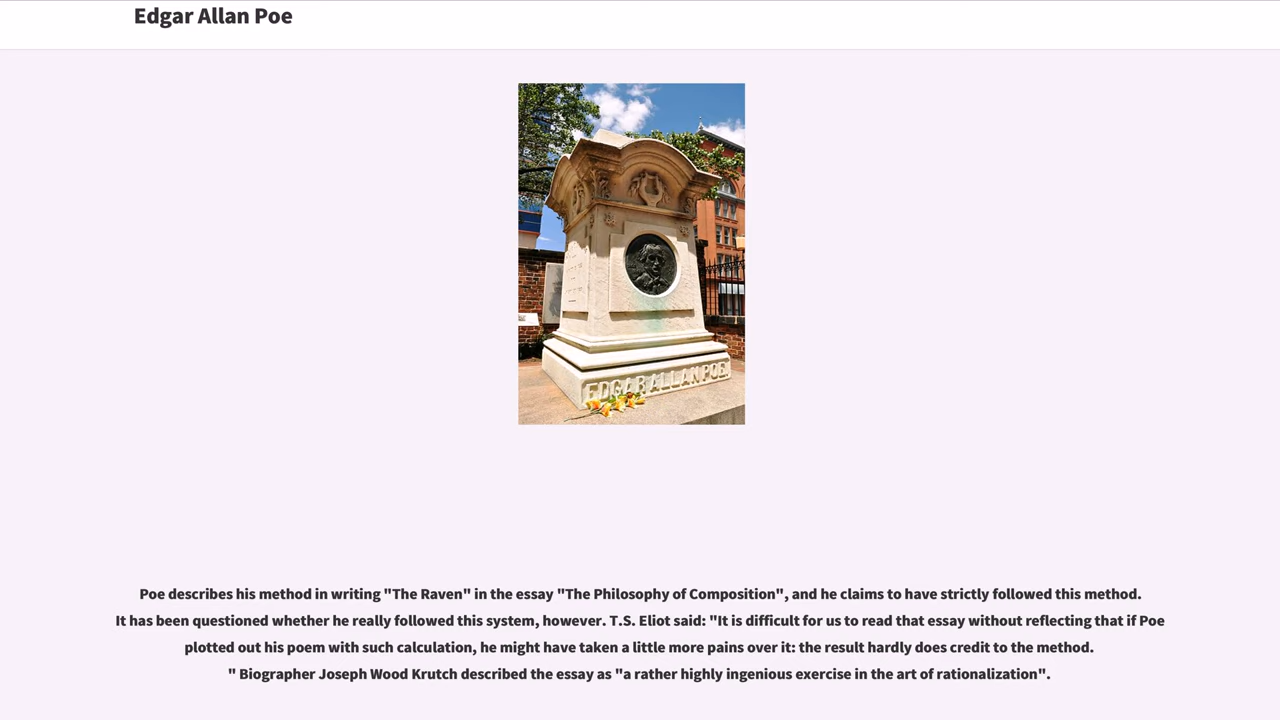 Edgar Allan Poe
EDGAR ALLAN POE
Poe describes his method in writing "The Raven" in the essay "The Philosophy of Composition", and he claims to have strictly followed this method.
It has been questioned whether he really followed this system, however. T.S. Eliot said: "It is difficult for us to read that essay without reflecting that if Poe
plotted out his poem with such calculation, he might have taken a little more pains over it: the result hardly does credit to the method.
" Biographer Joseph Wood Krutch described the essay as "a rather highly ingenious exercise in the art of rationalization".